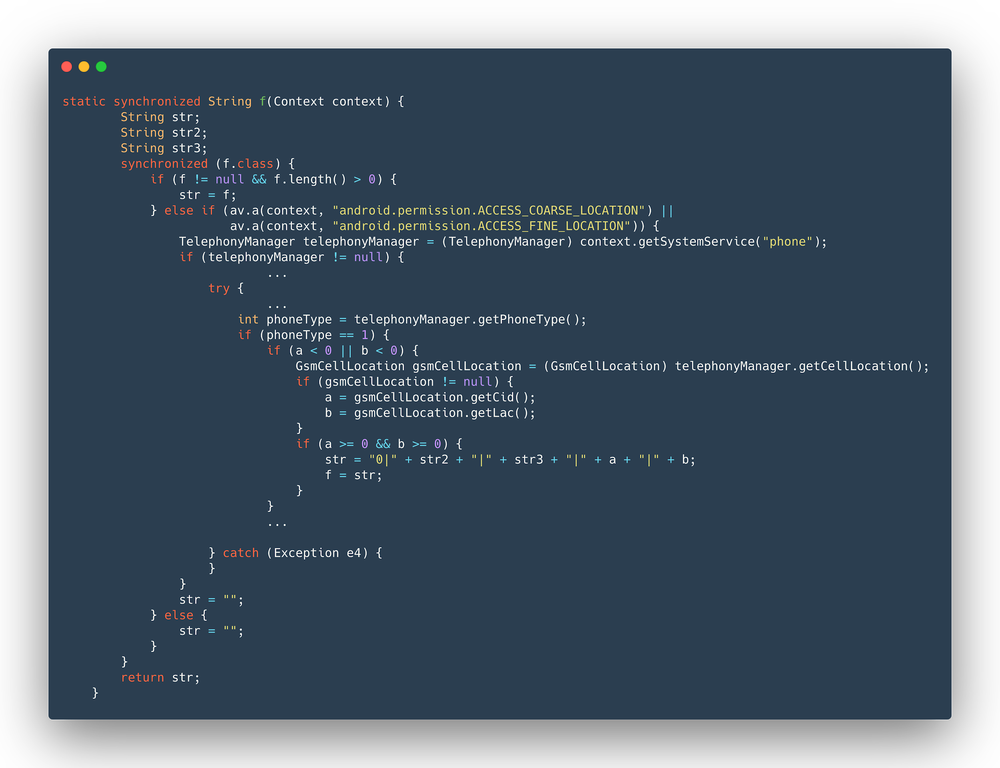 static synchronized String f(Context context) {
        String str;
        String str2;
        String str3;
        synchronized (f.class) {
            if (f != null && f.length() > 0) {
                str = f;
            } else if (av.a(context, "android.permission.ACCESS_COARSE_LOCATION") ||
                       av.a(context, "android.permission.ACCESS_FINE_LOCATION")) {
                TelephonyManager telephonyManager = (TelephonyManager) context.getSystemService("phone");
                if (telephonyManager != null) {
                            ...
                    try {
                            ...
                        int phoneType = telephonyManager.getPhoneType();
                        if (phoneType == 1) {
                            if (a < 0 || b < 0) {
                                GsmCellLocation gsmCellLocation = (GsmCellLocation) telephonyManager.getCellLocation();
                                if (gsmCellLocation != null) {
                                    a = gsmCellLocation.getCid();
                                    b = gsmCellLocation.getLac();
                                }
                                if (a >= 0 && b >= 0) {
                                    str = "0|" + str2 + "|" + str3 + "|" + a + "|" + b;
                                    f = str;
                                }
                            }
                            ...

                    } catch (Exception e4) {
                    }
                }
                str = "";
            } else {
                str = "";
            }
        }
        return str;
    }